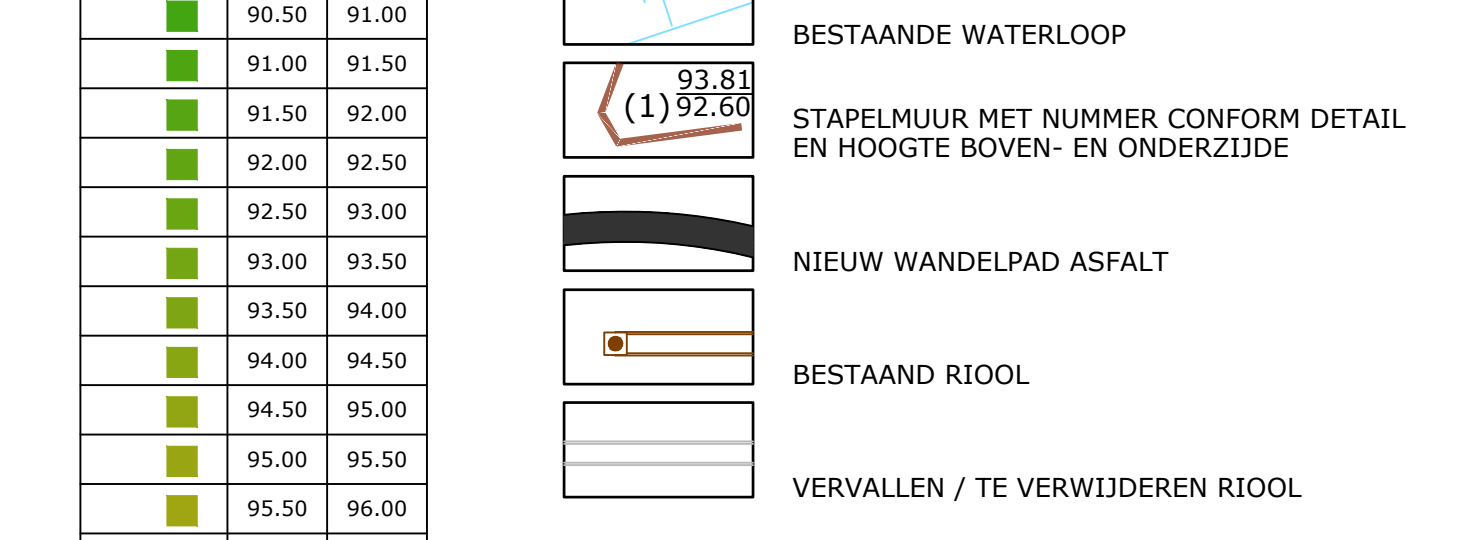 90.50 91.00
91.00 91.50
91.50 92.00
92.00 92.50
92.50 93.00
93.00 93.50
93.50 94.00
94.00 94.50
94.50 95.00
95.00 95.50
95.50 96.00
BESTAANDE WATERLOOP
93.81
(1) 92.60
STAPELMUUR MET NUMMER CONFORM DETAIL
EN HOOGTE BOVEN- EN ONDERZIJDE
NIEUW WANDELPAD ASFALT
BESTAAND RIOOL
VERVALLEN / TE VERWIJDEREN RIOOL